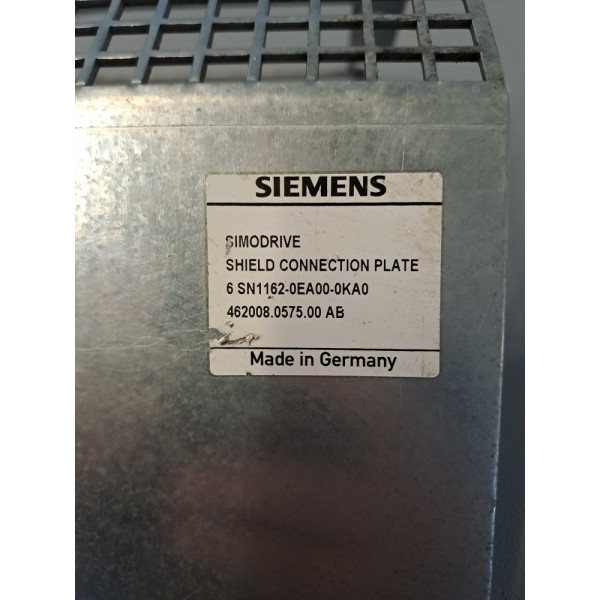 SIEMENS
SIMODRIVE
SHIELD CONNECTION PLATE
6 SN1162-0EA00-0KA0
462008.0575.00 AB
Made in Germany